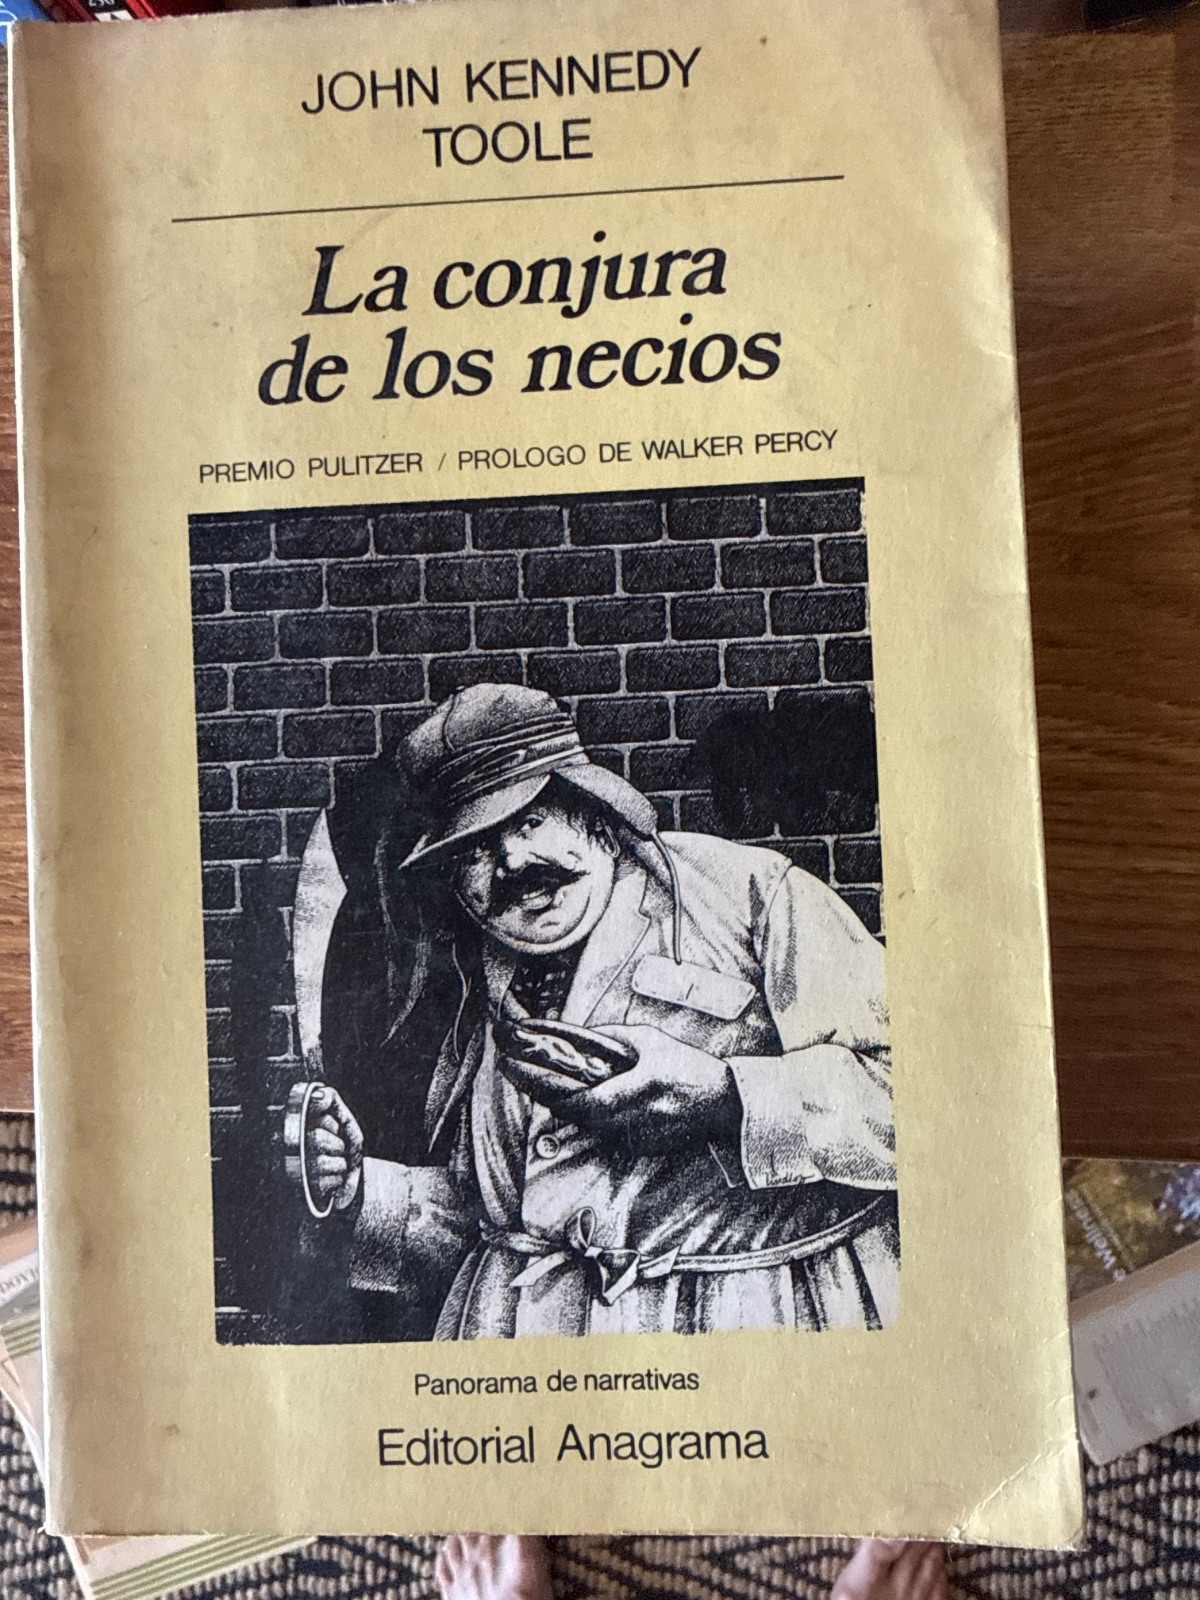 JOHN KENNEDY
TOOLE
La conjura
de los necios
PREMIO PULITZER / PROLOGO DE WALKER PERCY
Panorama de narrativas
Editorial Anagrama